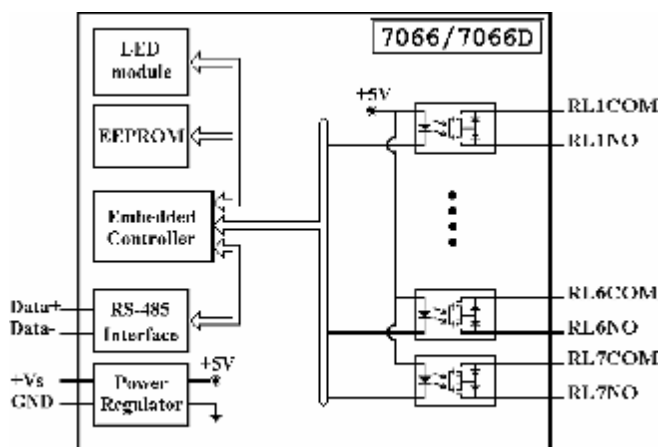 7066/7066D
LED
module
EEPROM
Embedded
Controller
RS-485
Interface
Power
Regulator
Data+
Data-
+Vs
GND
+5V
+5V
RL1COM
RL1NO
RL6COM
RL6NO
RL7COM
RL7NO